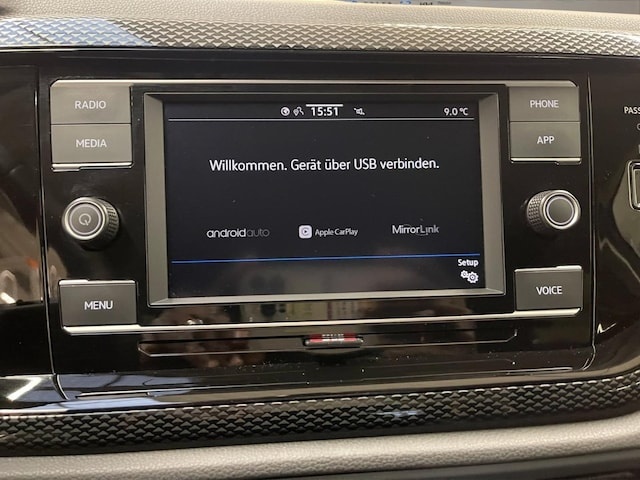 RADIO
MEDIA
MENU
15:51
9.0 °C
Willkommen. Gerät über USB verbinden.
androidauto
Apple CarPlay
MirrorLink
Setup
PHONE
APP
VOICE
PASS